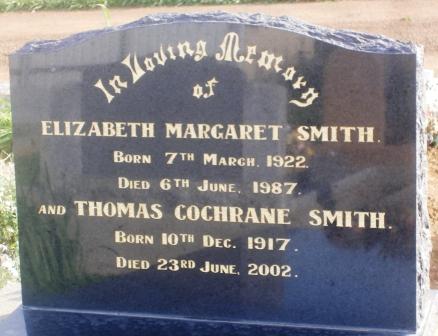 In Loving Memory
of
ELIZABETH MARGARET SMITH.
BORN 7TH MARCH, 1922.
DIED 6TH JUNE, 1987.
AND THOMAS COCHRANE SMITH.
BORN 10TH DEC. 1917.
DIED 23RD JUNE, 2002.